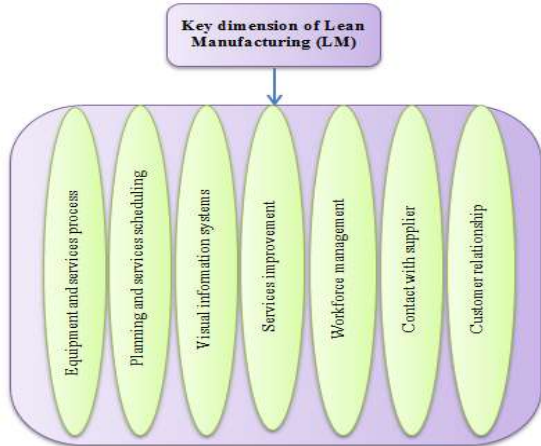 Key dimension of Lean
Manufacturing (LM)
Equipment and services process
Planning and services scheduling
Visual information systems
Services improvement
Workforce management
Contact with supplier
Customer relationship